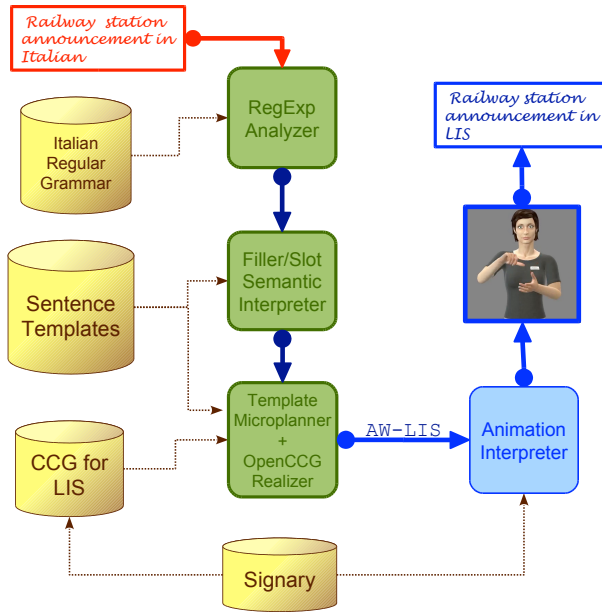 Railway station
announcement in
Italian
RegExp
Analyzer
Italian
Regular
Grammar
Railway station
announcement in
LIS
Filler/Slot
Semantic
Interpreter
Sentence
Templates
Template
Microplanner
+
OpenCCG
Realizer
AW-LIS
Animation
Interpreter
CCG for
LIS
Signary